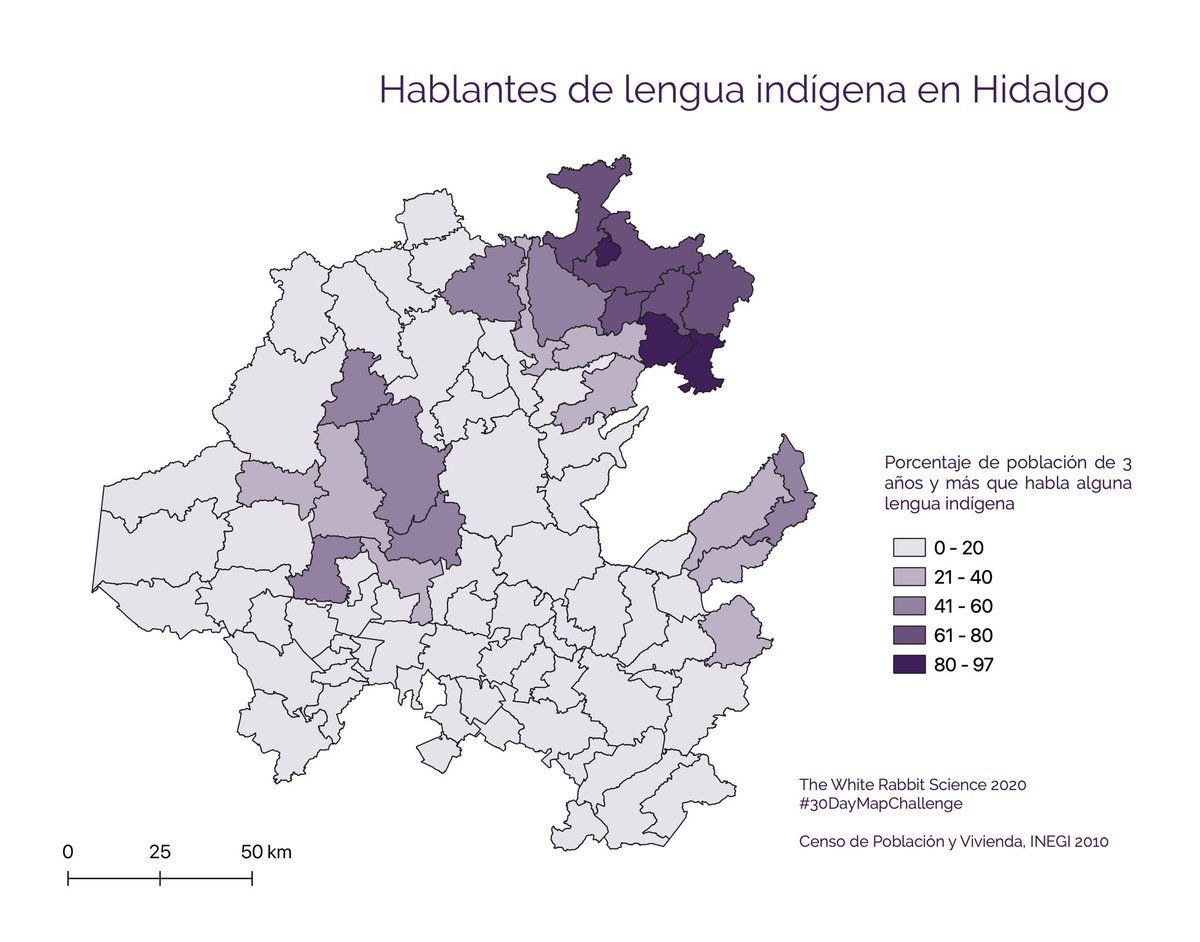 Hablantes de lengua indígena en Hidalgo
Porcentaje de población de 3
años y más que habla alguna
lengua indígena
0 - 20
21 - 40
41 - 60
61 - 80
80 - 97
The White Rabbit Science 2020
#30DayMapChallenge
Censo de Población y Vivienda, INEGI 2010
0 25 50 km